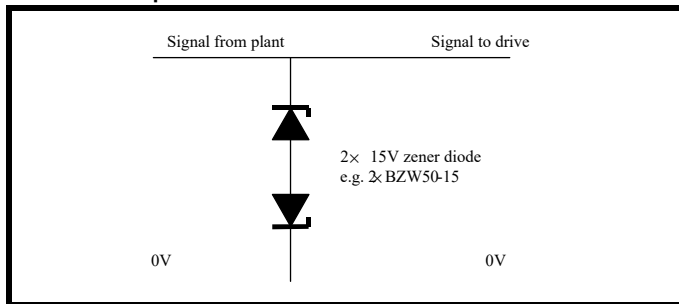 Signal from plant Signal to drive
2× 15V zener diode
e.g. 2× BZW50-15
0V 0V